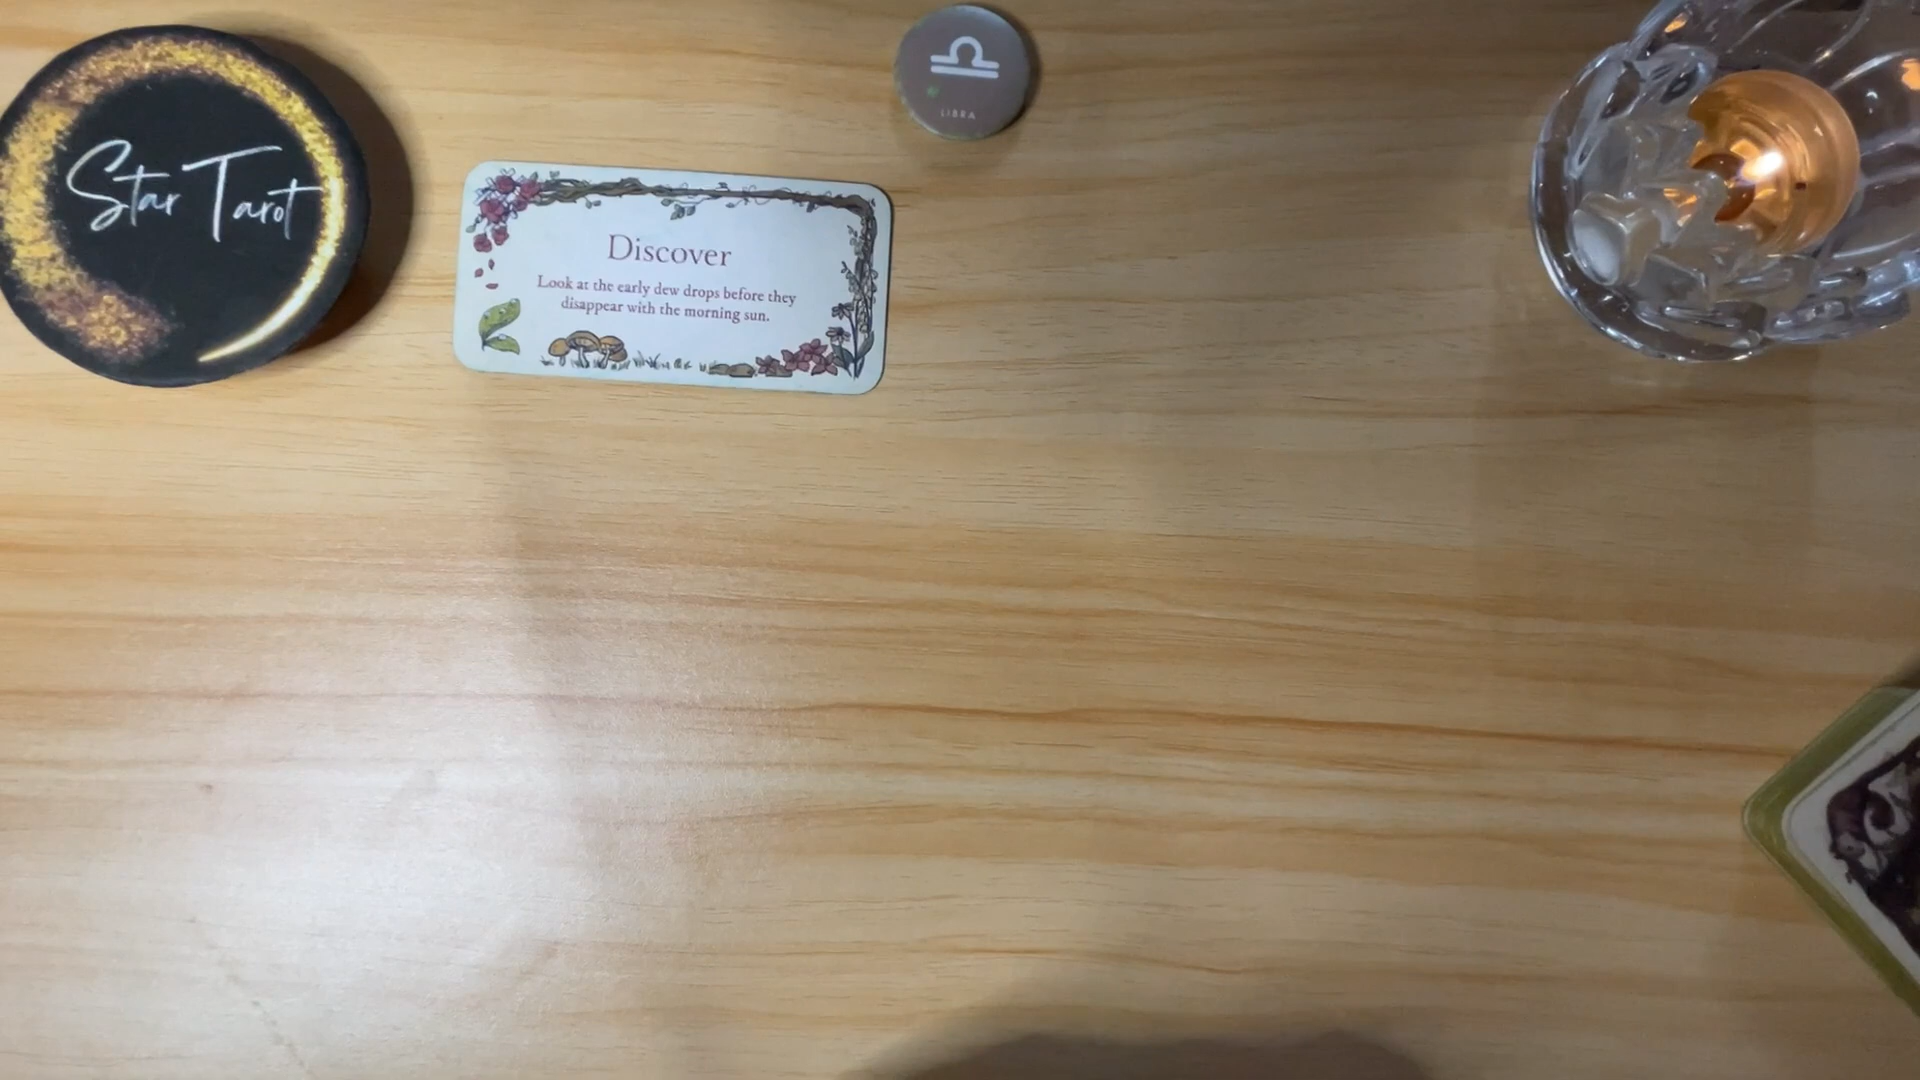 Star Tarot
LIBRA
Discover
Look at the early dew drops before they
disappear with the morning sun.